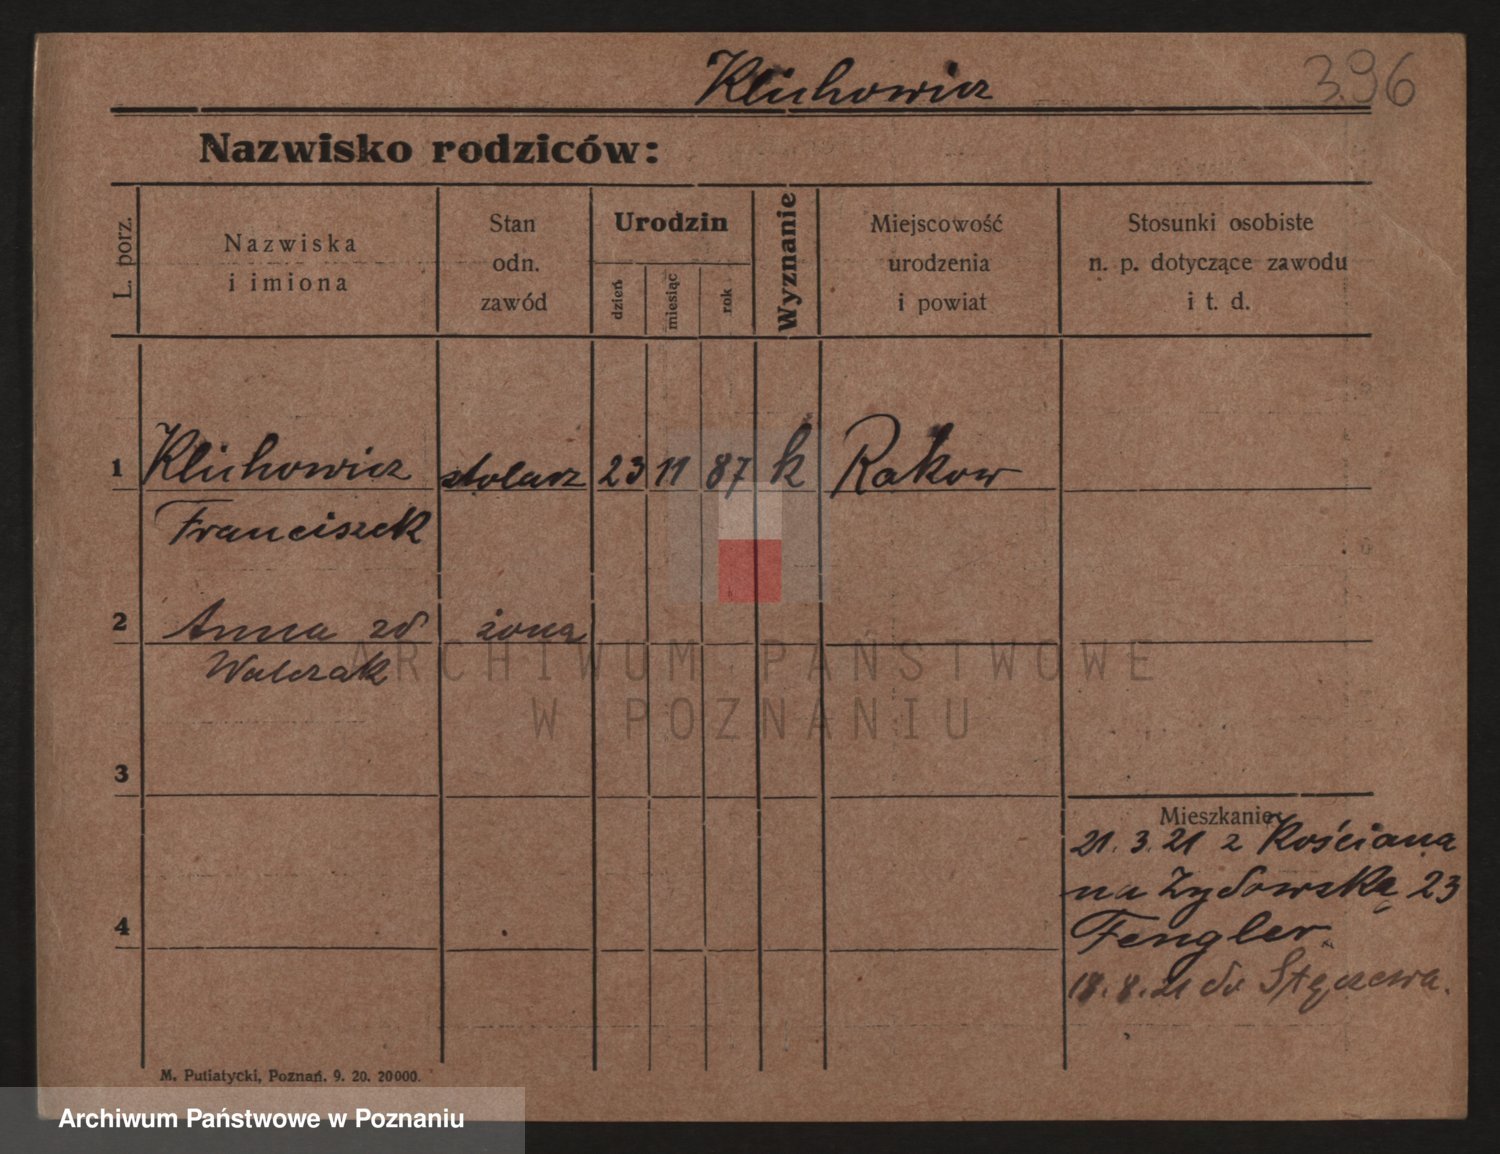 Klichowicz
396
Nazwisko rodziców:
L. porz.
Nazwiska
i imiona
Stan
odn.
zawód
Urodzin
dzień
miesiąc
rok
Wyznanie
Miejscowość
urodzenia
i powiat
Stosunki osobiste
n. p. dotyczące zawodu
i t. d.
1 Klichowicz stolarz 23 11 87 k Rakow
Franciszek
2 Anna zd żona
Walczak
ARCHIWUM PAŃSTWOWE
W POZNANIU
3
Mieszkanie
21. 3. 21 z Kościana
na Żydowską 23
4
Fengler
18. 8. 21 do Stęszewa.
M. Putiatycki, Poznań. 9. 20. 20000.
Archiwum Państwowe w Poznaniu